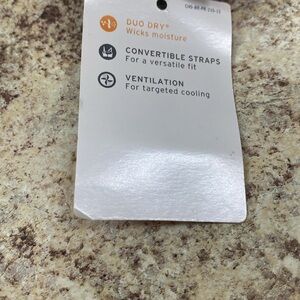 DUO DRY®
Wicks moisture
CONVERTIBLE STRAPS
For a versatile fit
VENTILATION
For targeted cooling